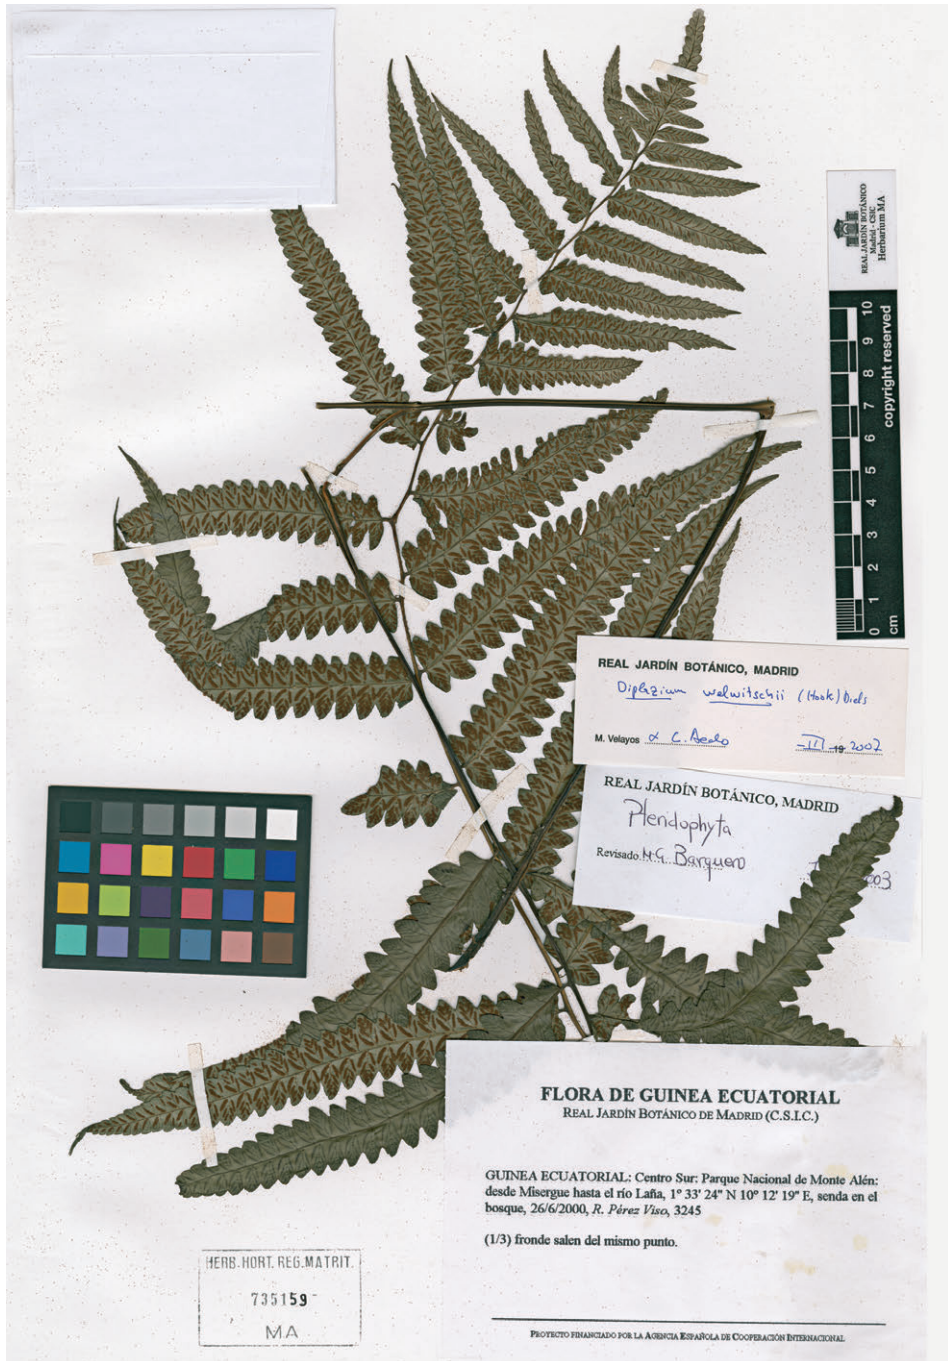 REAL JARDÍN BOTÁNICO
Madrid - CSIC
Herbarium MA
0 1 2 3 4 5 6 7 8 9 10
cm
copyright reserved
REAL JARDÍN BOTÁNICO, MADRID
Diplazium welwitschii (Hook) Diels
M. Velayos & C. Aedo III 19 2002
REAL JARDÍN BOTÁNICO, MADRID
Pteridophyta
Revisado H.G. Barquero
003
FLORA DE GUINEA ECUATORIAL
REAL JARDÍN BOTÁNICO DE MADRID (C.S.I.C.)
GUINEA ECUATORIAL: Centro Sur: Parque Nacional de Monte Alén:
desde Misergue hasta el río Laña, 1º 33' 24" N 10º 12' 19" E, senda en el
bosque, 26/6/2000, R. Pérez Viso, 3245
(1/3) fronde salen del mismo punto.
PROYECTO FINANCIADO POR LA AGENCIA ESPAÑOLA DE COOPERACIÓN INTERNACIONAL
HERB. HORT. REG. MATRIT.
735159
MA